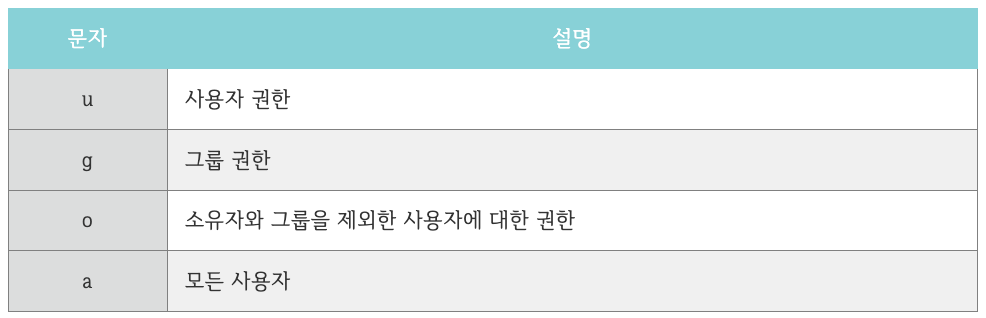 문자 설명
u 사용자 권한
g 그룹 권한
o 소유자와 그룹을 제외한 사용자에 대한 권한
a 모든 사용자